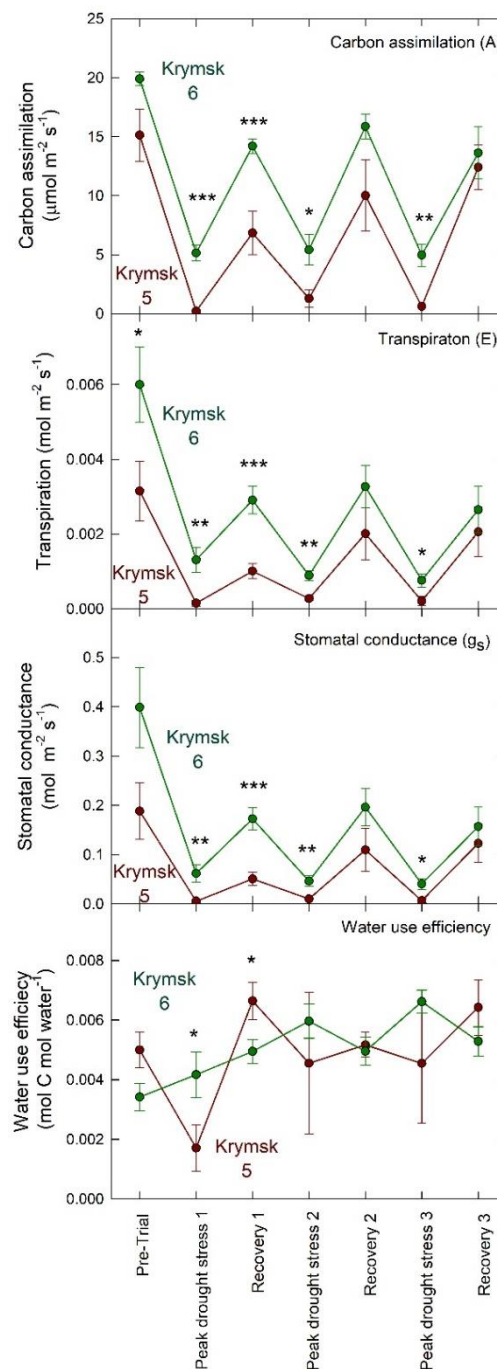 Carbon assimilation (A)
Carbon assimilation
(μmol m-2 s-1)
25
20
15
10
5
0
Krymsk
6
***
***
*
**
Krymsk
5
Transpiraton (E)
Transpiration (mol m-2 s-1)
0.006
0.004
0.002
0.000
*
Krymsk
6
***
**
**
*
Krymsk
5
Stomatal conductance (gs)
Stomatal conductance
(mol m-2 s-1)
0.5
0.4
0.3
0.2
0.1
0.0
Krymsk
6
***
**
**
*
Krymsk
5
Water use efficiency
Water use efficiecy
(mol C mol water-1)
0.008
0.006
0.004
0.002
0.000
Krymsk
6
*
*
Krymsk
5
Pre-Trial
Peak drought stress 1
Recovery 1
Peak drought stress 2
Recovery 2
Peak drought stress 3
Recovery 3